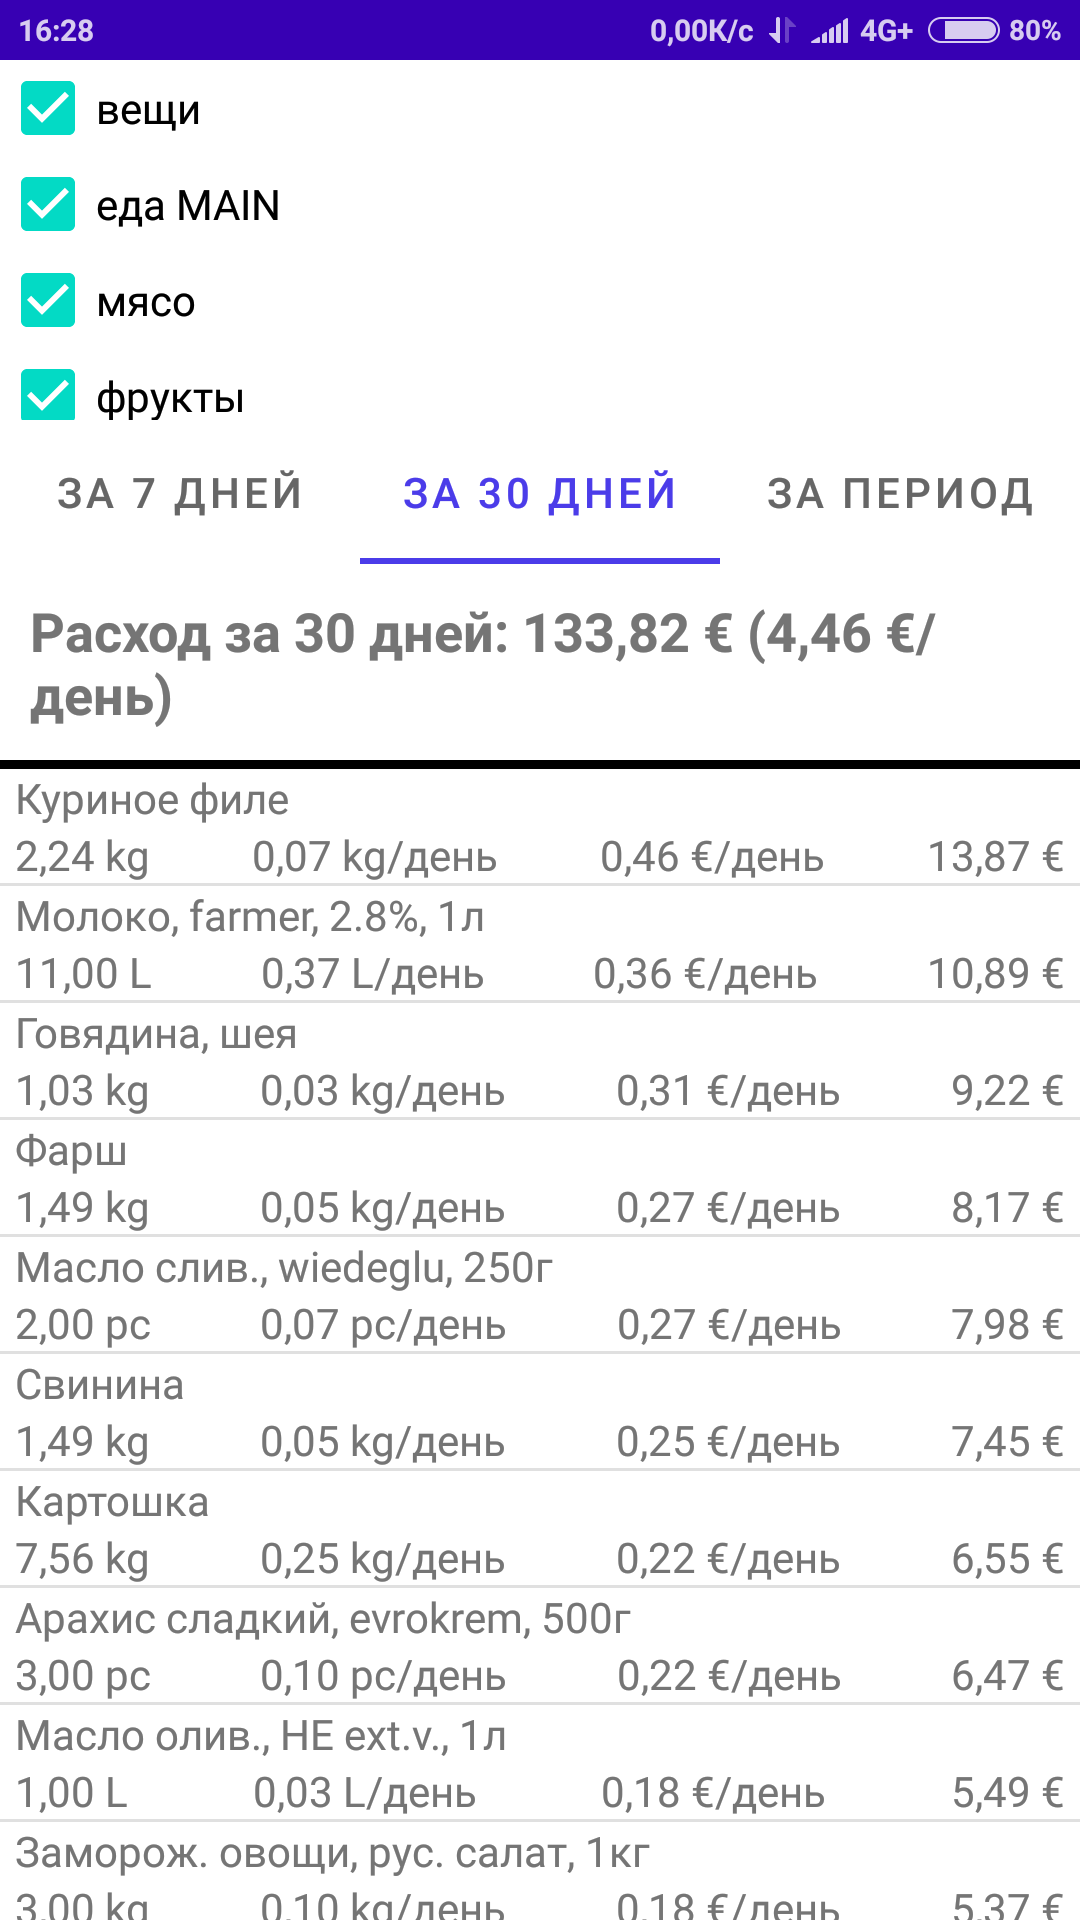 16:28 0,00K/c 4G+ 80%
вещи
еда MAIN
мясо
фрукты
ЗА 7 ДНЕЙ ЗА 30 ДНЕЙ ЗА ПЕРИОД
Расход за 30 дней: 133,82 € (4,46 €/
день)
Куриное филе
2,24 kg 0,07 kg/день 0,46 €/день 13,87 €
Молоко, farmer, 2.8%, 1л
11,00 L 0,37 L/день 0,36 €/день 10,89 €
Говядина, шея
1,03 kg 0,03 kg/день 0,31 €/день 9,22 €
Фарш
1,49 kg 0,05 kg/день 0,27 €/день 8,17 €
Масло слив., wiedeglu, 250г
2,00 pc 0,07 pc/день 0,27 €/день 7,98 €
Свинина
1,49 kg 0,05 kg/день 0,25 €/день 7,45 €
Картошка
7,56 kg 0,25 kg/день 0,22 €/день 6,55 €
Арахис сладкий, evrokrem, 500г
3,00 pc 0,10 pc/день 0,22 €/день 6,47 €
Масло олив., НЕ ext.v., 1л
1,00 L 0,03 L/день 0,18 €/день 5,49 €
Заморож. овощи, рус. салат, 1кг
3,00 kg 0,10 kg/день 0,18 €/день 5,37 €